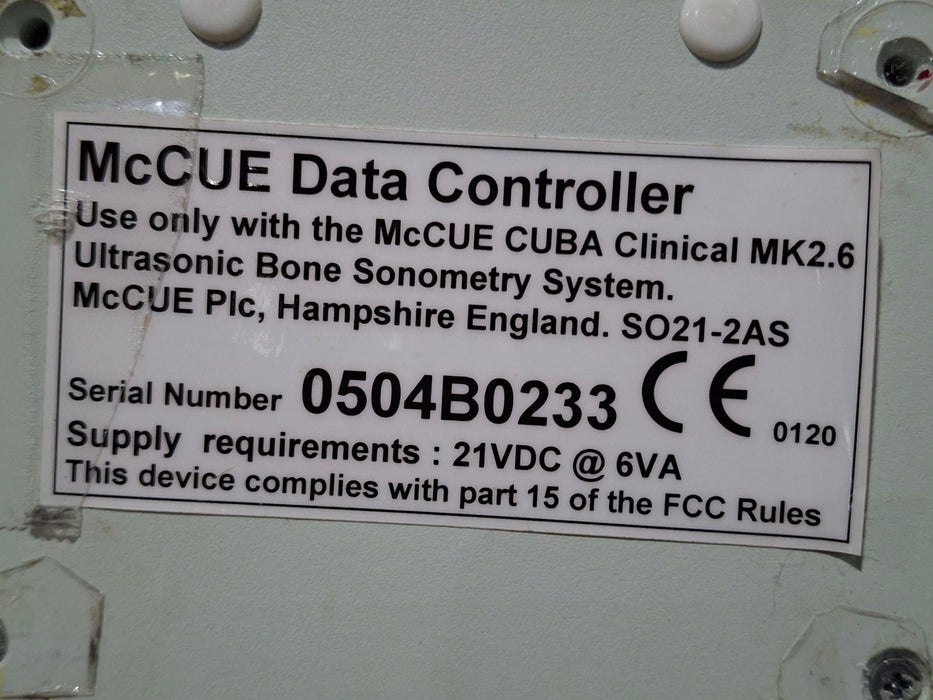 McCUE Data Controller
Use only with the McCUE CUBA Clinical MK2.6
Ultrasonic Bone Sonometry System.
McCUE Plc, Hampshire England. SO21-2AS
Serial Number 0504B0233 CE 0120
Supply requirements : 21VDC @ 6VA
This device complies with part 15 of the FCC Rules